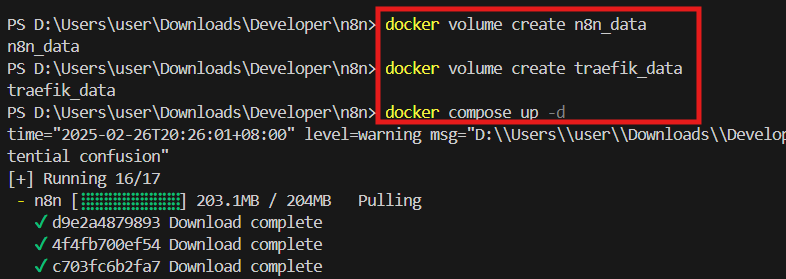 PS D:\Users\user\Downloads\Developer\n8n> docker volume create n8n_data
n8n_data
PS D:\Users\user\Downloads\Developer\n8n> docker volume create traefik_data
traefik_data
PS D:\Users\user\Downloads\Developer\n8n> docker compose up -d
time="2025-02-26T20:26:01+08:00" level=warning msg="D:\\Users\\user\\Downloads\\Develop
tential confusion"
[+] Running 16/17
- n8n [⣿⣿⣿⣿⣿⣿⣿⣿⣿⣿⣿⣿⣿⣿⣿] 203.1MB / 204MB Pulling
✔ d9e2a4879893 Download complete
✔ 4f4fb700ef54 Download complete
✔ c703fc6b2fa7 Download complete